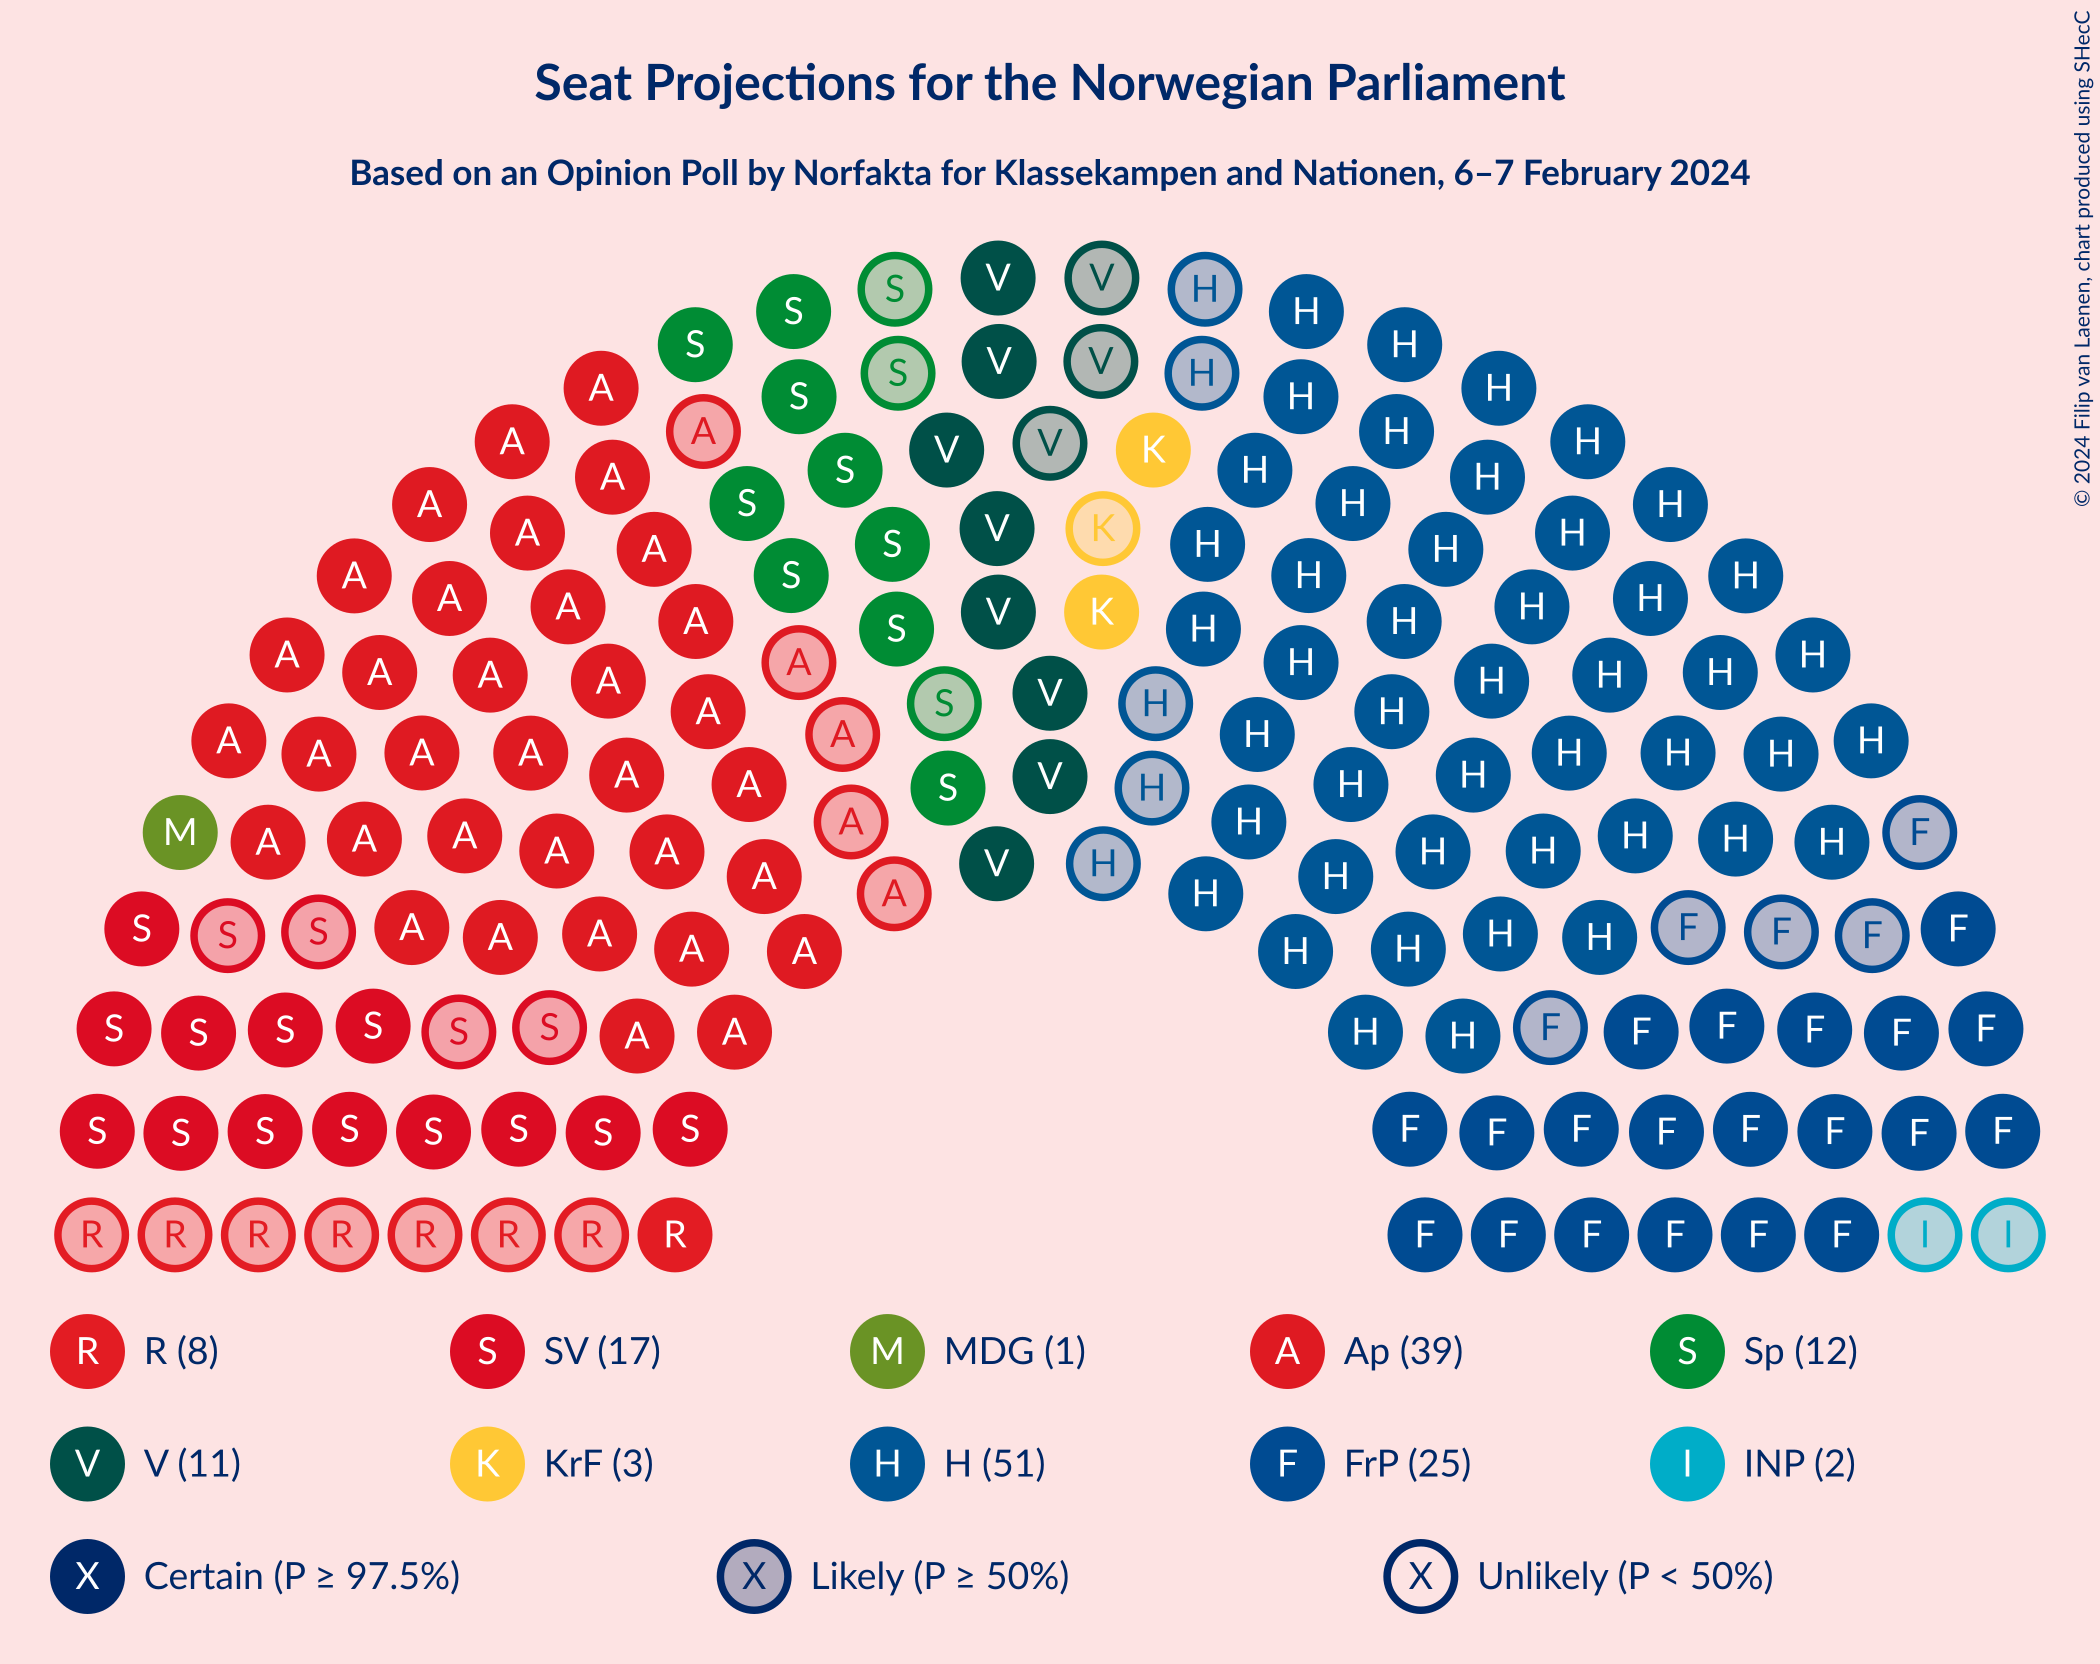 Seat Projections for the Norwegian Parliament
Based on an Opinion Poll by Norfakta for Klassekampen and Nationen, 6–7 February 2024
© 2024 Filip van Laenen, chart produced using SHecC
V V
S S H H
S S H H
V V
A S S H H
A A H H
S V V K H
A A H H
S H
A A V K H H
S H
A A H H
A S V K H H
A A S H H H
A A A A S V H H H H H
A A A A A V H H H H H
M A A A A A A A S V H H H H H H H H F
S S S A A A A A A H H H H H F F F F
S S S S S S A A H H F F F F F F
S S S S S S S S F F F F F F F F
R R R R R R R R F F F F F F I I
R R (8) S SV (17) M MDG (1) A Ap (39) S Sp (12)
V V (11) K KrF (3) H H (51) F FrP (25) I INP (2)
X Certain (P ≥ 97.5%) X Likely (P ≥ 50%) X Unlikely (P < 50%)